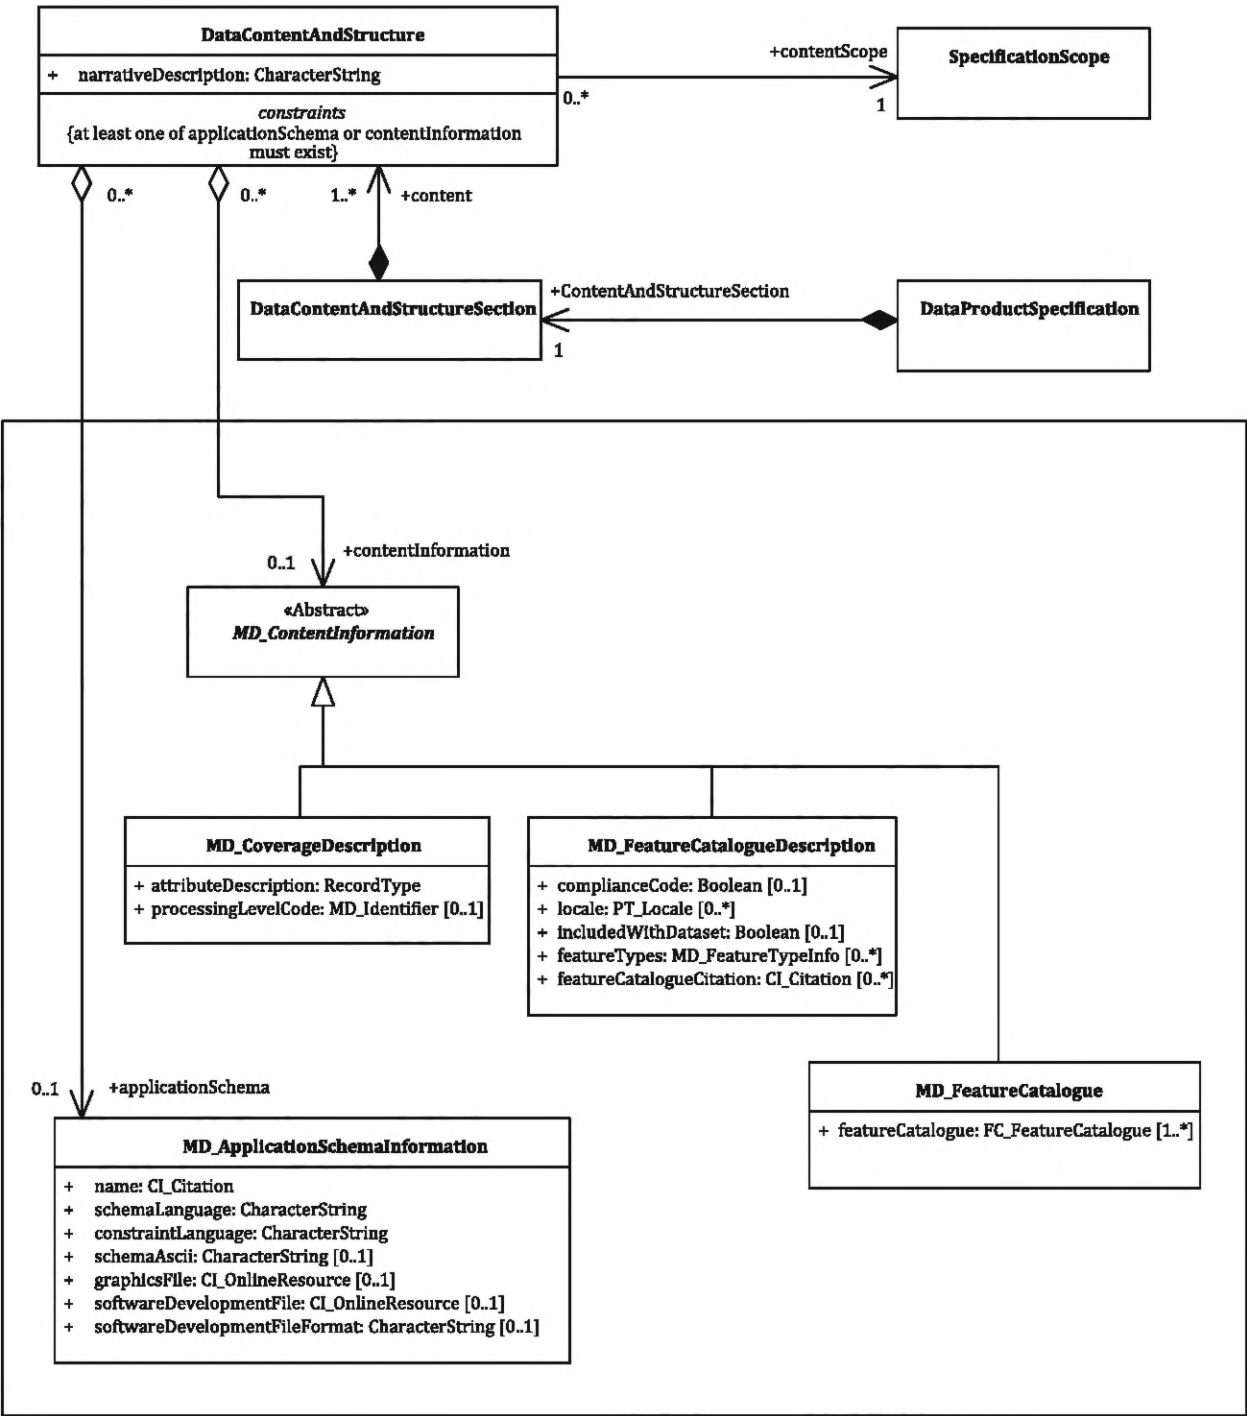 DataContentAndStructure
+ narrativeDescription: CharacterString
constraints
{at least one of applicationSchema or contentInformation
must exist}
+contentScope
0..*
1
SpecificationScope
0..*
0..*
1..*
+content
DataContentAndStructureSection
+ContentAndStructureSection
1
DataProductSpecification
0..1
+contentInformation
«Abstract»
MD_ContentInformation
MD_CoverageDescription
+ attributeDescription: RecordType
+ processingLevelCode: MD_Identifier [0..1]
MD_FeatureCatalogueDescription
+ complianceCode: Boolean [0..1]
+ locale: PT_Locale [0..*]
+ includedWithDataset: Boolean [0..1]
+ featureTypes: MD_FeatureTypeInfo [0..*]
+ featureCatalogueCitation: CI_Citation [0..*]
MD_FeatureCatalogue
+ featureCatalogue: FC_FeatureCatalogue [1..*]
0..1
+applicationSchema
MD_ApplicationSchemaInformation
+ name: CI_Citation
+ schemaLanguage: CharacterString
+ constraintLanguage: CharacterString
+ schemaAscii: CharacterString [0..1]
+ graphicsFile: CI_OnlineResource [0..1]
+ softwareDevelopmentFile: CI_OnlineResource [0..1]
+ softwareDevelopmentFileFormat: CharacterString [0..1]